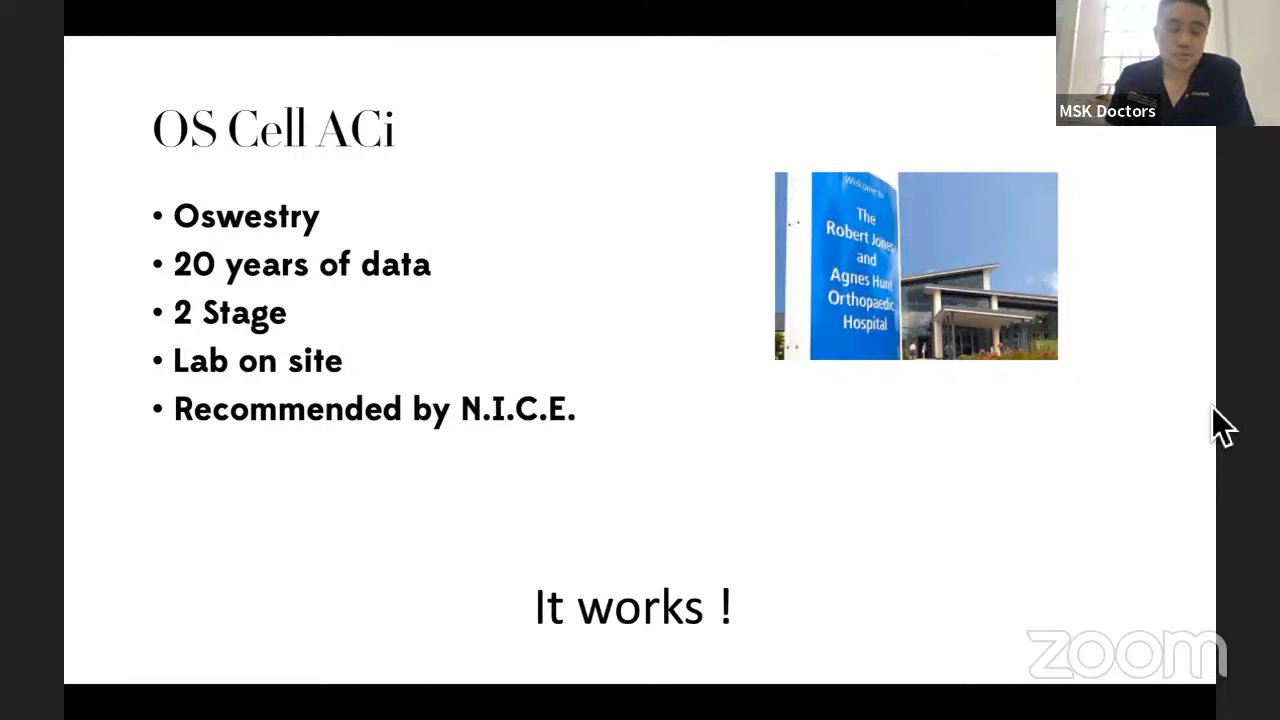 OS Cell ACi
• Oswestry
• 20 years of data
• 2 Stage
• Lab on site
• Recommended by N.I.C.E.
It works !
Welcome to
The
Robert Jones
and
Agnes Hunt
Orthopaedic
Hospital
MSK Doctors
zoom